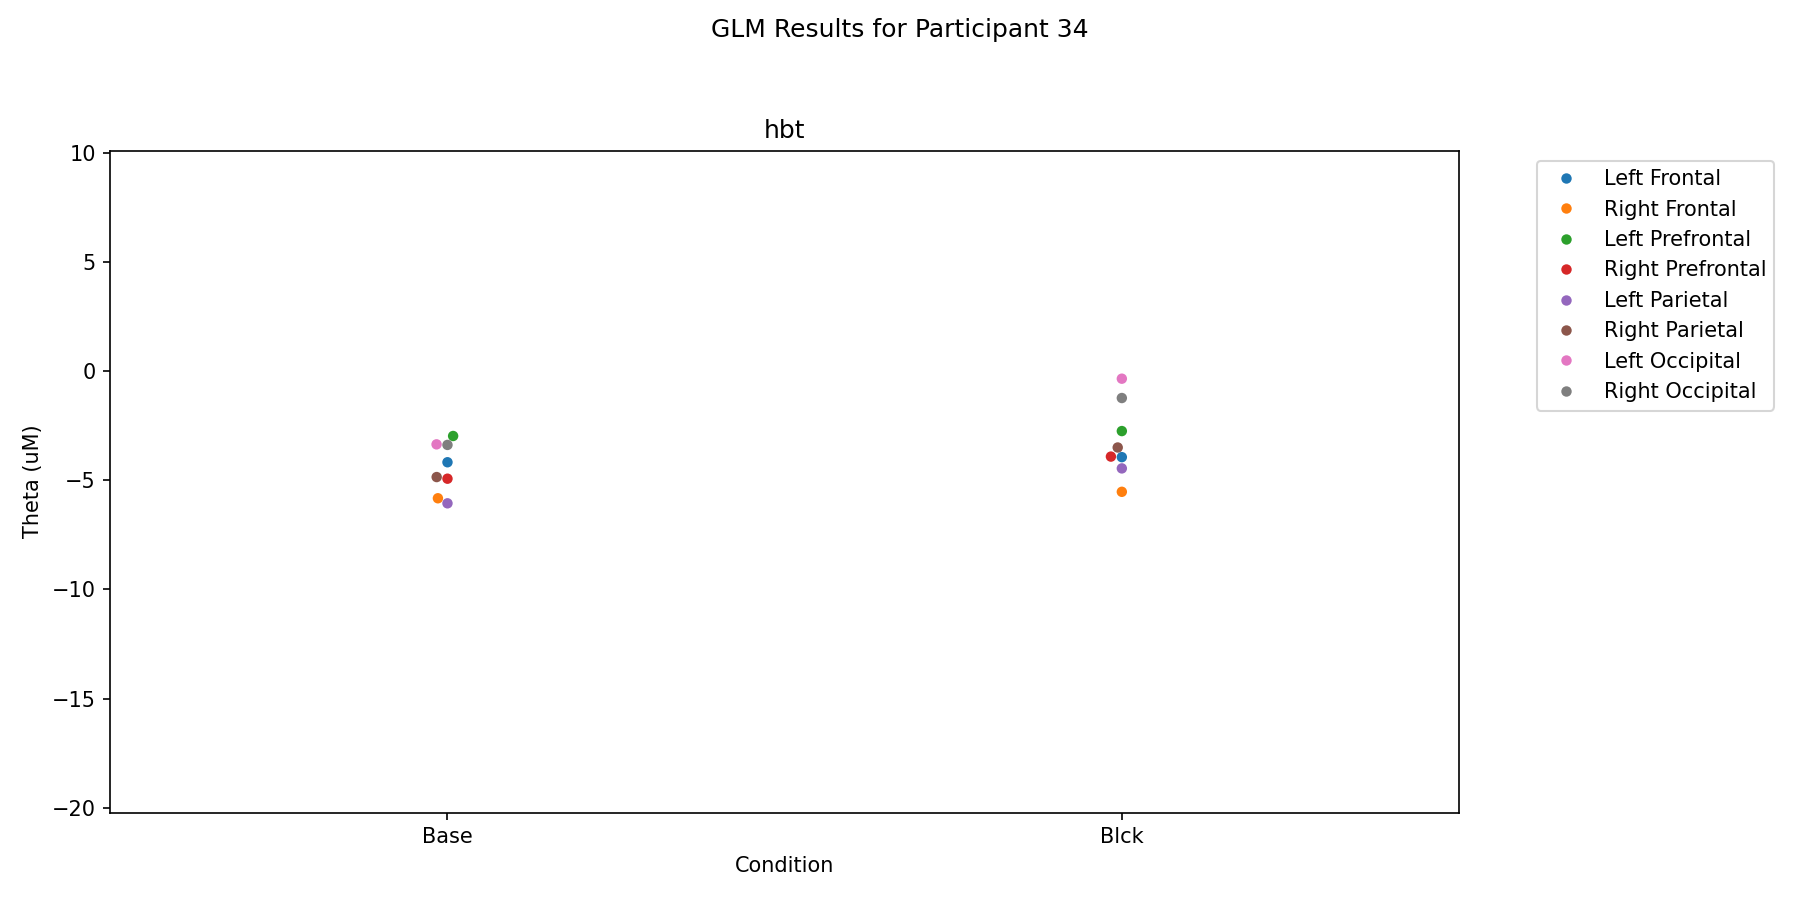 GLM Results for Participant 34
hbt
10
5
0
−5
−10
−15
−20
Theta (uM)
Base
Blck
Condition
Left Frontal
Right Frontal
Left Prefrontal
Right Prefrontal
Left Parietal
Right Parietal
Left Occipital
Right Occipital